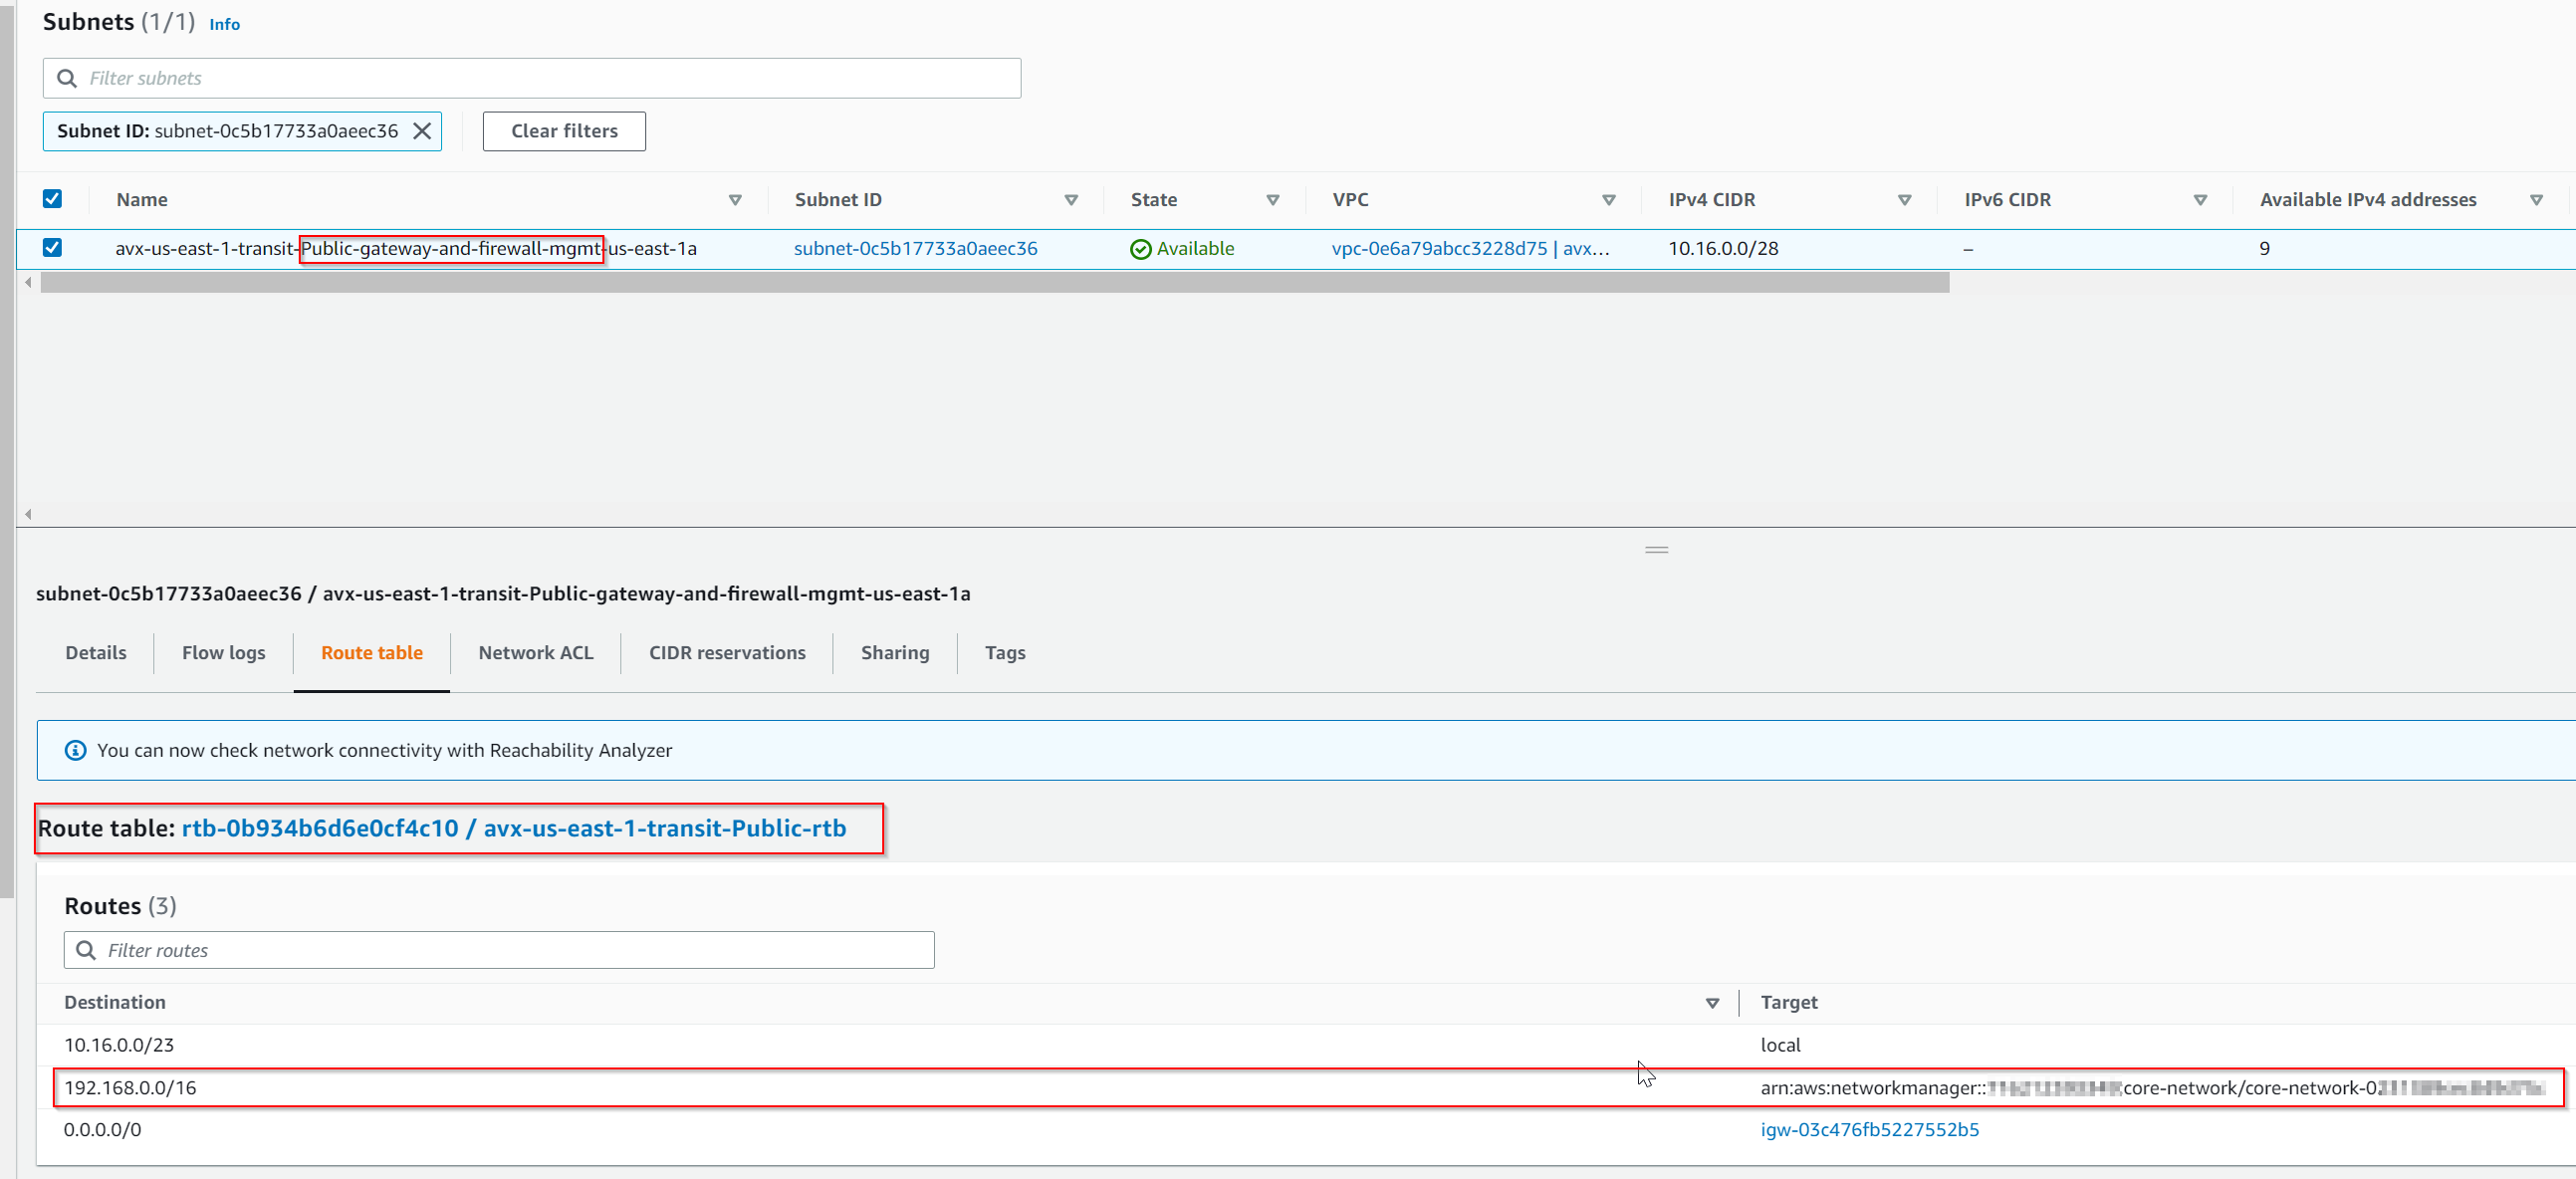 Subnets (1/1) Info
Filter subnets
Subnet ID: subnet-0c5b17733a0aeec36 Clear filters
Name Subnet ID State VPC IPv4 CIDR IPv6 CIDR Available IPv4 addresses
avx-us-east-1-transit-Public-gateway-and-firewall-mgmt-us-east-1a subnet-0c5b17733a0aeec36 Available vpc-0e6a79abcc3228d75 | avx... 10.16.0.0/28 – 9
subnet-0c5b17733a0aeec36 / avx-us-east-1-transit-Public-gateway-and-firewall-mgmt-us-east-1a
Details Flow logs Route table Network ACL CIDR reservations Sharing Tags
You can now check network connectivity with Reachability Analyzer
Route table: rtb-0b934b6d6e0cf4c10 / avx-us-east-1-transit-Public-rtb
Routes (3)
Filter routes
Destination Target
10.16.0.0/23 local
192.168.0.0/16 arn:aws:networkmanager:: :core-network/core-network-0
0.0.0.0/0 igw-03c476fb5227552b5